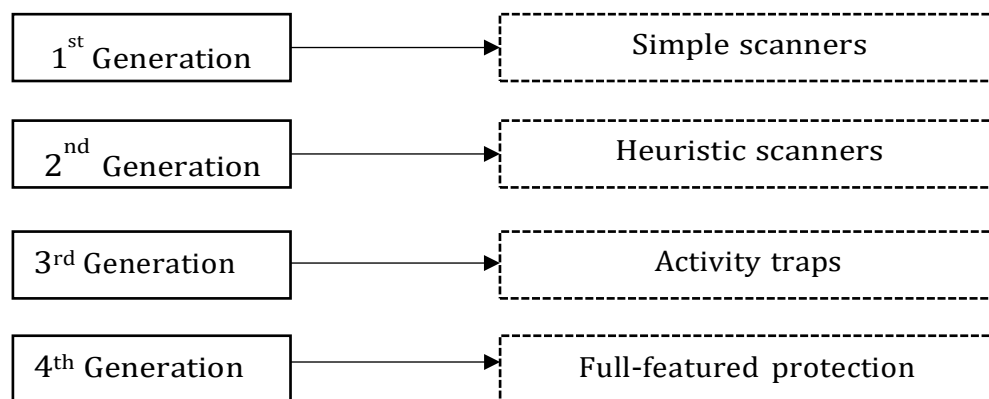 1st Generation
Simple scanners
2nd Generation
Heuristic scanners
3rd Generation
Activity traps
4th Generation
Full-featured protection